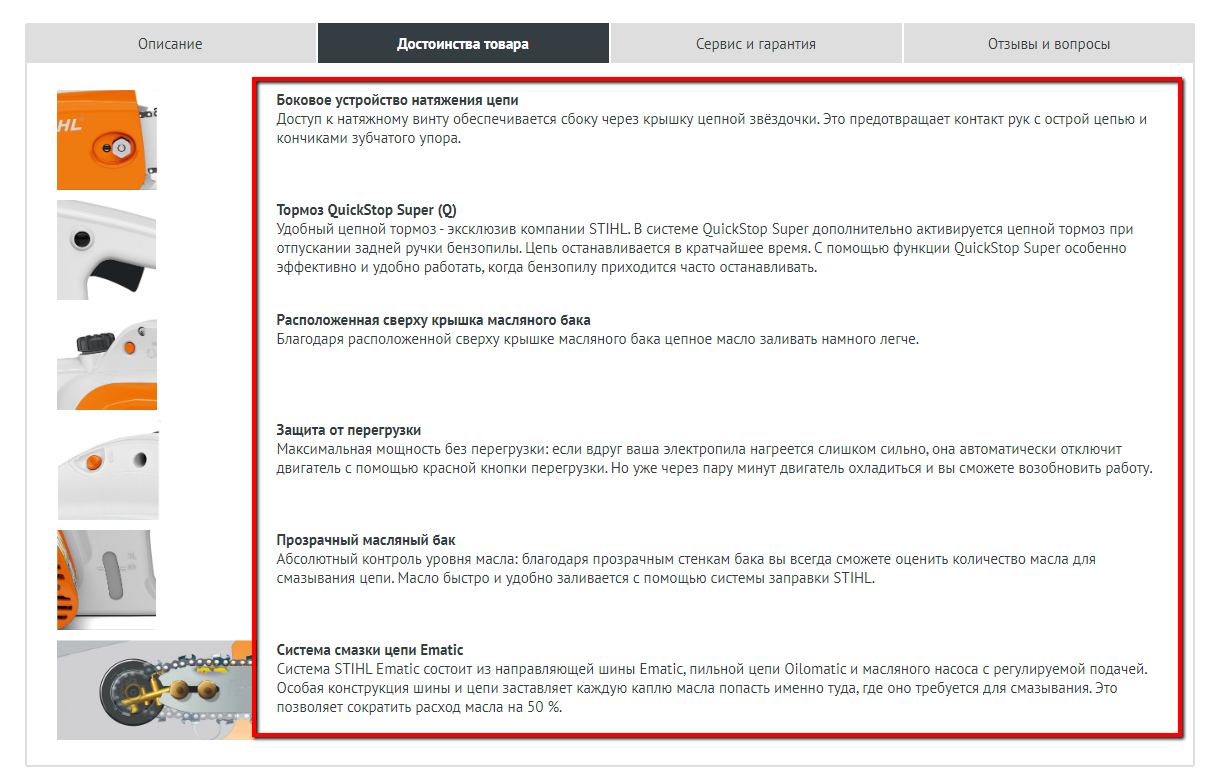 Описание
Достоинства товара
Сервис и гарантия
Отзывы и вопросы
HL
Боковое устройство натяжения цепи
Доступ к натяжному винту обеспечивается сбоку через крышку цепной звёздочки. Это предотвращает контакт рук с острой цепью и
кончиками зубчатого упора.
Тормоз QuickStop Super (Q)
Удобный цепной тормоз - эксклюзив компании STIHL. В системе QuickStop Super дополнительно активируется цепной тормоз при
отпускании задней ручки бензопилы. Цепь останавливается в кратчайшее время. С помощью функции QuickStop Super особенно
эффективно и удобно работать, когда бензопилу приходится часто останавливать.
Расположенная сверху крышка масляного бака
Благодаря расположенной сверху крышке масляного бака цепное масло заливать намного легче.
Защита от перегрузки
Максимальная мощность без перегрузки: если вдруг ваша электропила нагреется слишком сильно, она автоматически отключит
двигатель с помощью красной кнопки перегрузки. Но уже через пару минут двигатель охладиться и вы сможете возобновить работу.
Прозрачный масляный бак
Абсолютный контроль уровня масла: благодаря прозрачным стенкам бака вы всегда сможете оценить количество масла для
смазывания цепи. Масло быстро и удобно заливается с помощью системы заправки STIHL.
Система смазки цепи Ematic
Система STIHL Ematic состоит из направляющей шины Ematic, пильной цепи Oilomatic и масляного насоса с регулируемой подачей.
Особая конструкция шины и цепи заставляет каждую каплю масла попасть именно туда, где оно требуется для смазывания. Это
позволяет сократить расход масла на 50 %.